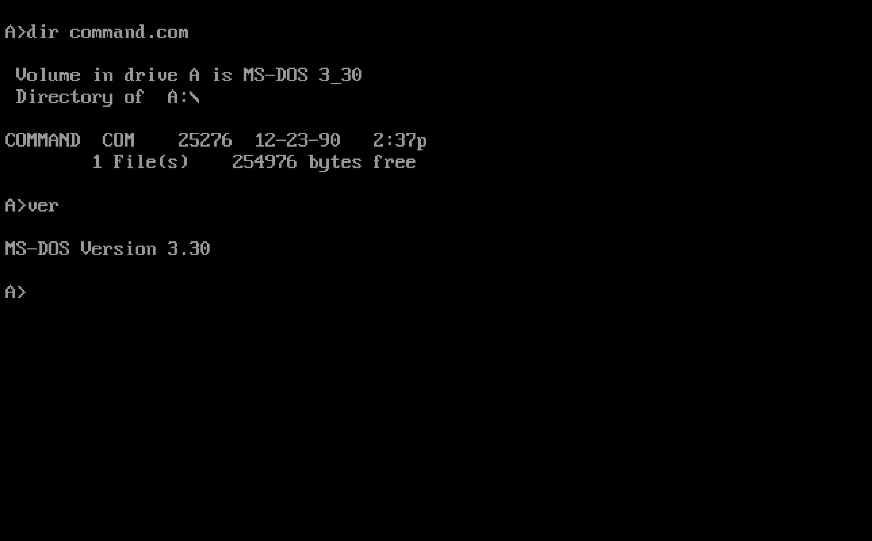 A>dir command.com
Volume in drive A is MS-DOS 3_30
Directory of A:\
COMMAND COM 25276 12-23-90 2:37p
1 File(s) 254976 bytes free
A>ver
MS-DOS Version 3.30
A>